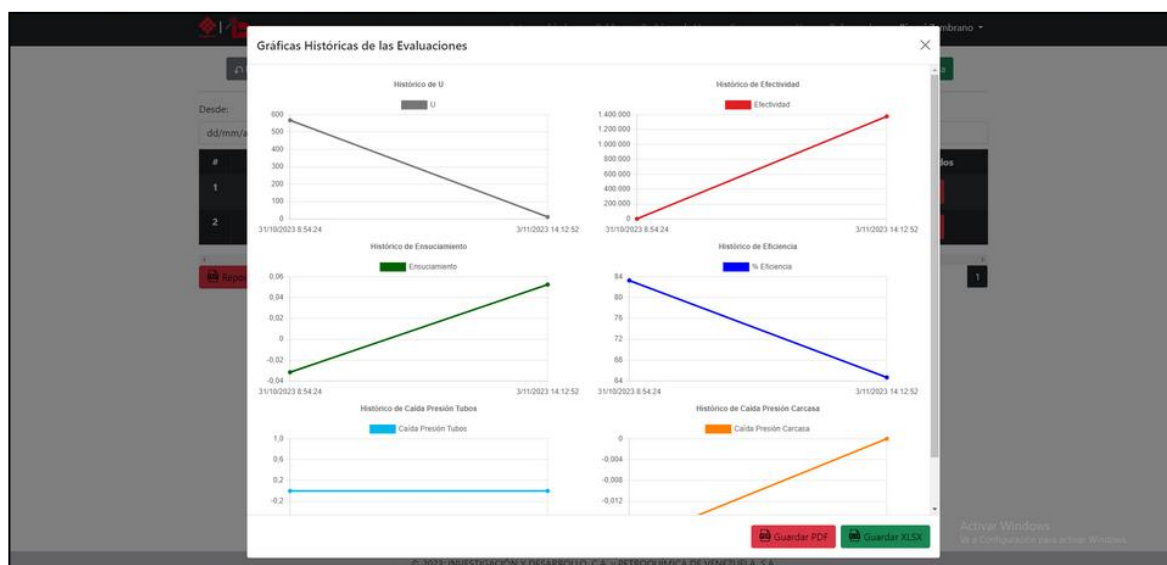 Gráficas Históricas de las Evaluaciones
Desde:
dd/mm/a
#
1
2
Histórico de U
U
600
500
400
300
200
100
0
31/10/2023 8:54:24
3/11/2023 14:12:52
Histórico de Efectividad
Efectividad
1.400.000
1.200.000
1.000.000
800.000
600.000
400.000
200.000
0
31/10/2023 8:54:24
3/11/2023 14:12:52
Histórico de Ensuciamiento
Ensuciamiento
0,06
0,04
0,02
0
-0,02
-0,04
31/10/2023 8:54:24
3/11/2023 14:12:52
Histórico de Eficiencia
% Eficiencia
84
80
76
72
68
64
31/10/2023 8:54:24
3/11/2023 14:12:52
Histórico de Caída Presión Tubos
Caída Presión Tubos
1,0
0,6
0,2
-0,2
Histórico de Caída Presión Carcasa
Caída Presión Carcasa
0
-0,004
-0,008
-0,012
1
Guardar PDF
Guardar XLSX
Activar Windows
Ve a Configuración para activar Windows.
© 2023: INVESTIGACIÓN Y DESARROLLO, C.A. y PETROQUÍMICA DE VENEZUELA, S.A.